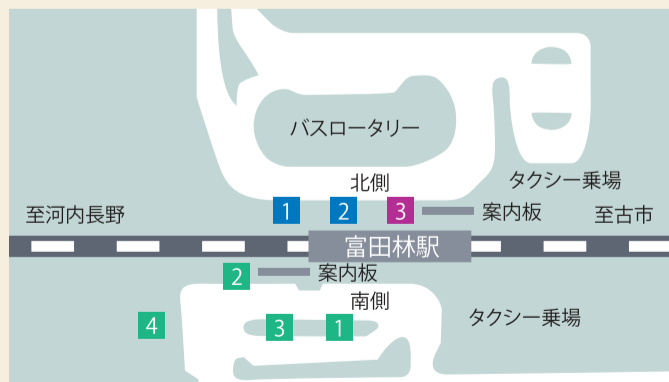 バスロータリー
北側
タクシー乗場
1
2
3
案内板
至河内長野
至古市
富田林駅
2
案内板
南側
4
3
1
タクシー乗場